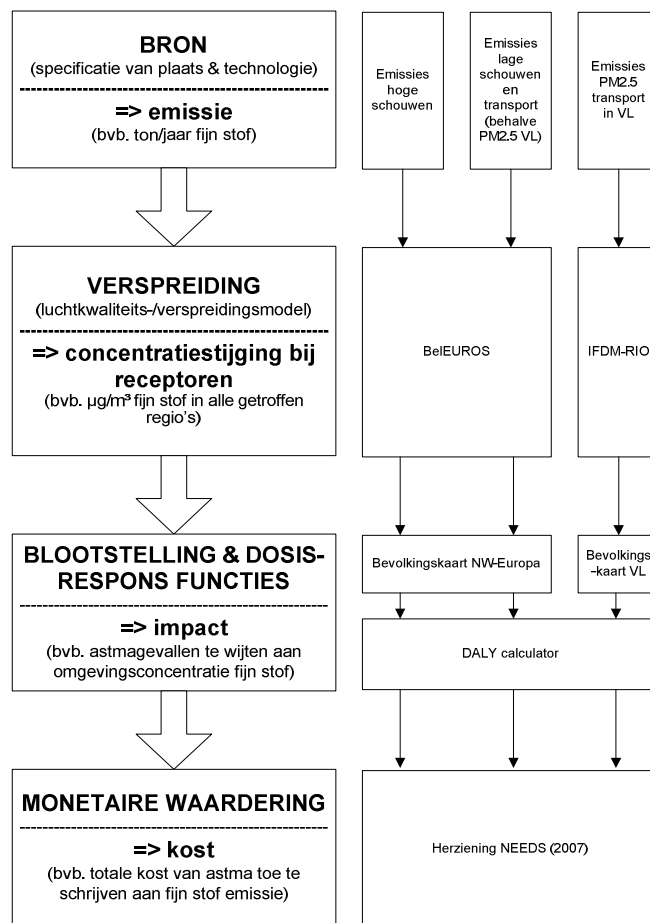 BRON
(specificatie van plaats & technologie)
=> emissie
(bvb. ton/jaar fijn stof)
Emissies
hoge
schouwen
Emissies
lage
schouwen
en
transport
(behalve
PM2.5 VL)
Emissies
PM2.5
transport
in VL
VERSPREIDING
(luchtkwaliteits-/verspreidingsmodel)
=> concentratiestijging bij
receptoren
(bvb. µg/m³ fijn stof in alle getroffen
regio's)
BelEUROS
IFDM-RIO
BLOOTSTELLING & DOSIS-
RESPONS FUNCTIES
=> impact
(bvb. astmagevallen te wijten aan
omgevingsconcentratie fijn stof)
Bevolkingskaart NW-Europa
Bevolkings
-kaart VL
DALY calculator
MONETAIRE WAARDERING
=> kost
(bvb. totale kost van astma toe te
schrijven aan fijn stof emissie)
Herziening NEEDS (2007)